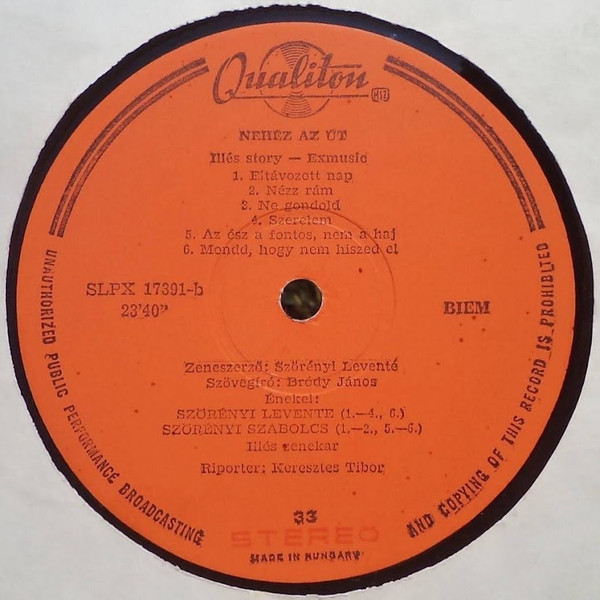 Qualiton
MSZ
NEHÉZ AZ ÚT
Illés story — Exmusic
1. Eltávozott nap
2. Nézz rám
3. Ne gondold
4. Szerelem
5. Az ész a fontos, nem a haj
6. Mondd, hogy nem hiszed el
SLPX 17391-b
23'40"
BIEM
Zeneszerző: Szörényi Levente
Szövegíró: Bródy János
Énekel:
SZÖRÉNYI LEVENTE (1.—4., 6.)
SZÖRÉNYI SZABOLCS (1.—2., 5.—6.)
Illés zenekar
Riporter: Keresztes Tibor
33
STEREO
MADE IN HUNGARY
UNAUTHORIZED PUBLIC PERFORMANCE BROADCASTING
AND COPYING OF THIS RECORD IS PROHIBITED